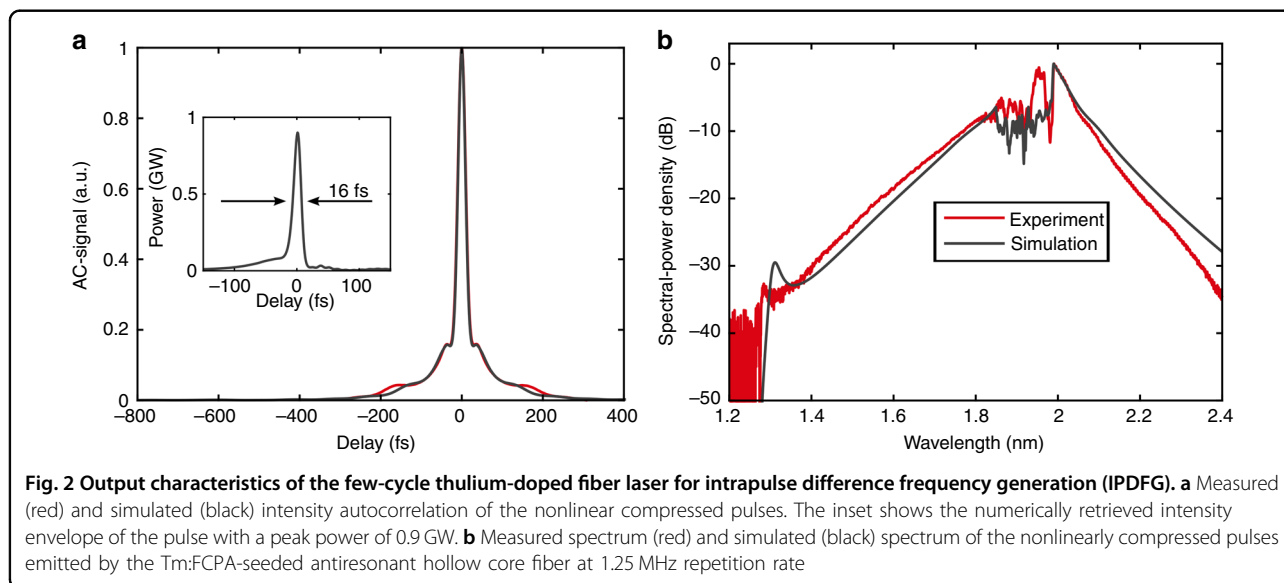 a
1
0.8
0.6
0.4
0.2
0
AC-signal (a.u.)
−800
−600
−400
−200
0
200
400
Delay (fs)
1
0.5
0
Power (GW)
16 fs
−100
0
100
Delay (fs)
b
0
−10
−20
−30
−40
−50
Spectral-power density (dB)
Experiment
Simulation
1.2
1.4
1.6
1.8
2
2.2
2.4
Wavelength (nm)
Fig. 2 Output characteristics of the few-cycle thulium-doped fiber laser for intrapulse difference frequency generation (IPDFG). a Measured
(red) and simulated (black) intensity autocorrelation of the nonlinear compressed pulses. The inset shows the numerically retrieved intensity
envelope of the pulse with a peak power of 0.9 GW. b Measured spectrum (red) and simulated (black) spectrum of the nonlinearly compressed pulses
emitted by the Tm:FCPA-seeded antiresonant hollow core fiber at 1.25 MHz repetition rate